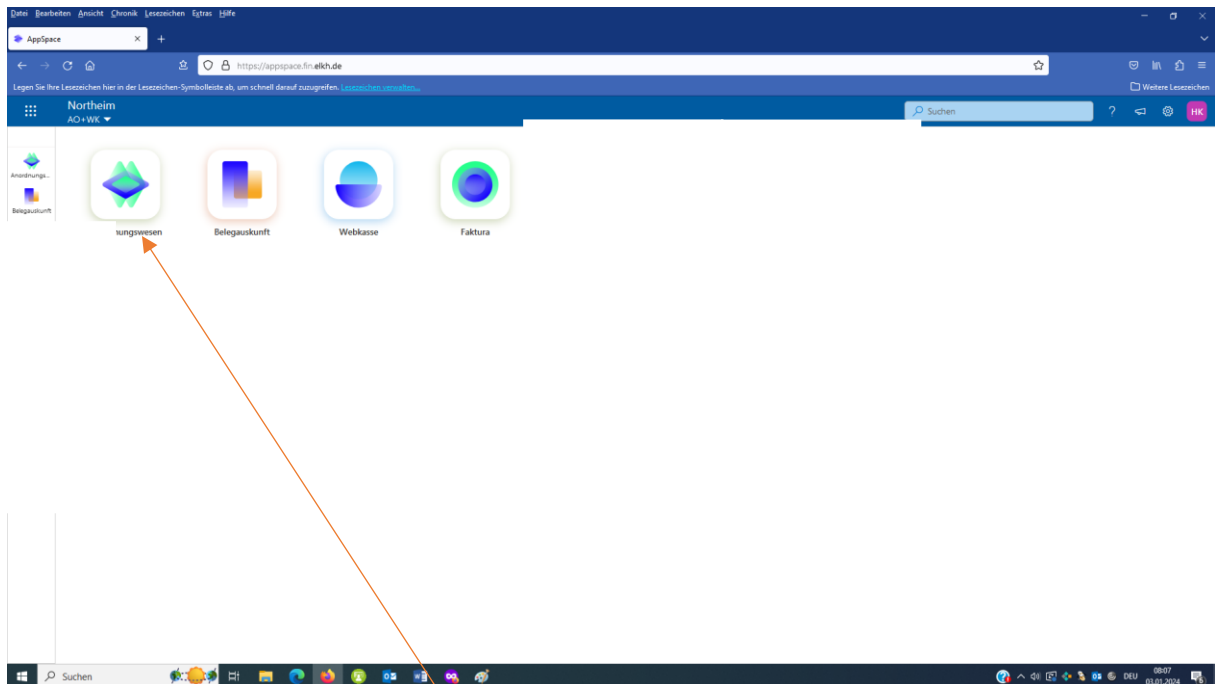 Datei Bearbeiten Ansicht Chronik Lesezeichen Extras Hilfe
AppSpace
https://appspace.fin.elkh.de
Legen Sie Ihre Lesezeichen hier in der Lesezeichen-Symbolleiste ab, um schnell darauf zuzugreifen. Lesezeichen verwalten...
Weitere Lesezeichen
Northeim
AO+WK
Suchen
?
HK
Anordnungs...
Belegauskunft
nungswesen
Belegauskunft
Webkasse
Faktura
Suchen
DEU
08:07
03.01.2024